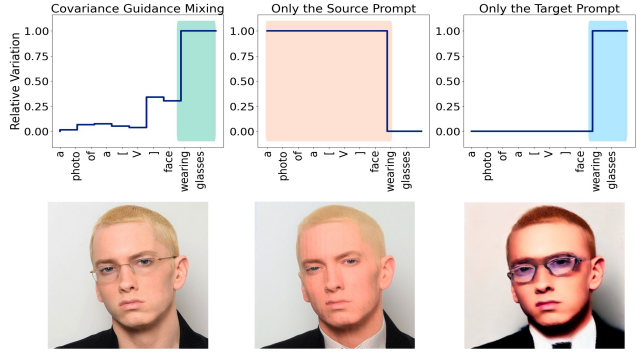 Covariance Guidance Mixing
Only the Source Prompt
Only the Target Prompt
Relative Variation
1.00
0.75
0.50
0.25
0.00
a
photo
of
a
[
V
]
face
wearing
glasses
1.00
0.75
0.50
0.25
0.00
a
photo
of
a
[
V
]
face
wearing
glasses
1.00
0.75
0.50
0.25
0.00
a
photo
of
a
[
V
]
face
wearing
glasses